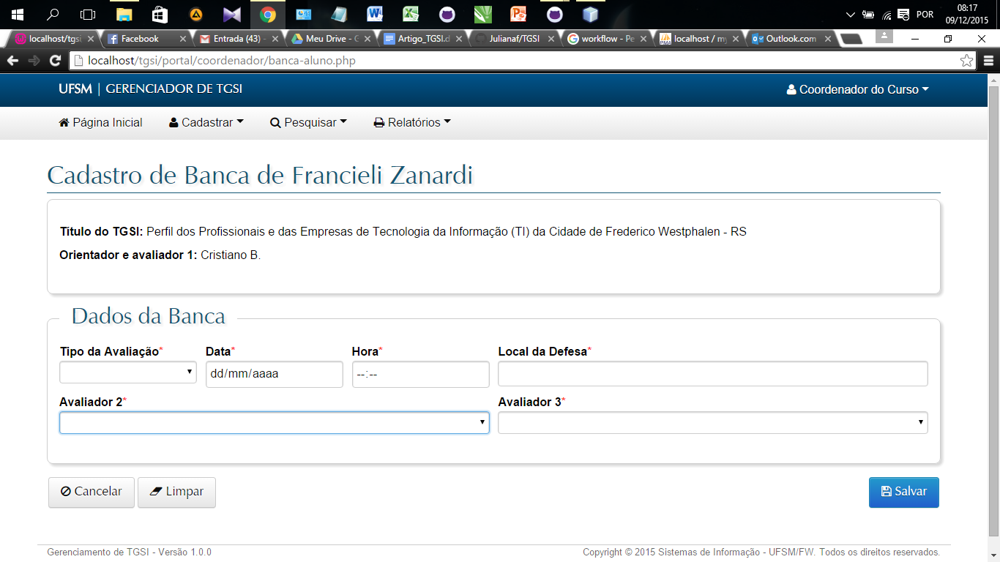 POR
08:17
09/12/2015
localhost/tgsi
Facebook
Entrada (43) -
Meu Drive - G
Artigo_TGSI.d
Julianaf/TGSI
workflow - Pe
localhost / my
Outlook.com
localhost/tgsi/portal/coordenador/banca-aluno.php
UFSM | GERENCIADOR DE TGSI
Coordenador do Curso
Página Inicial
Cadastrar
Pesquisar
Relatórios
Cadastro de Banca de Francieli Zanardi
Título do TGSI: Perfil dos Profissionais e das Empresas de Tecnologia da Informação (TI) da Cidade de Frederico Westphalen - RS
Orientador e avaliador 1: Cristiano B.
Dados da Banca
Tipo da Avaliação*
Data*
Hora*
Local da Defesa*
dd/mm/aaaa
--:--
Avaliador 2*
Avaliador 3*
Cancelar
Limpar
Salvar
Gerenciamento de TGSI - Versão 1.0.0
Copyright © 2015 Sistemas de Informação - UFSM/FW. Todos os direitos reservados.